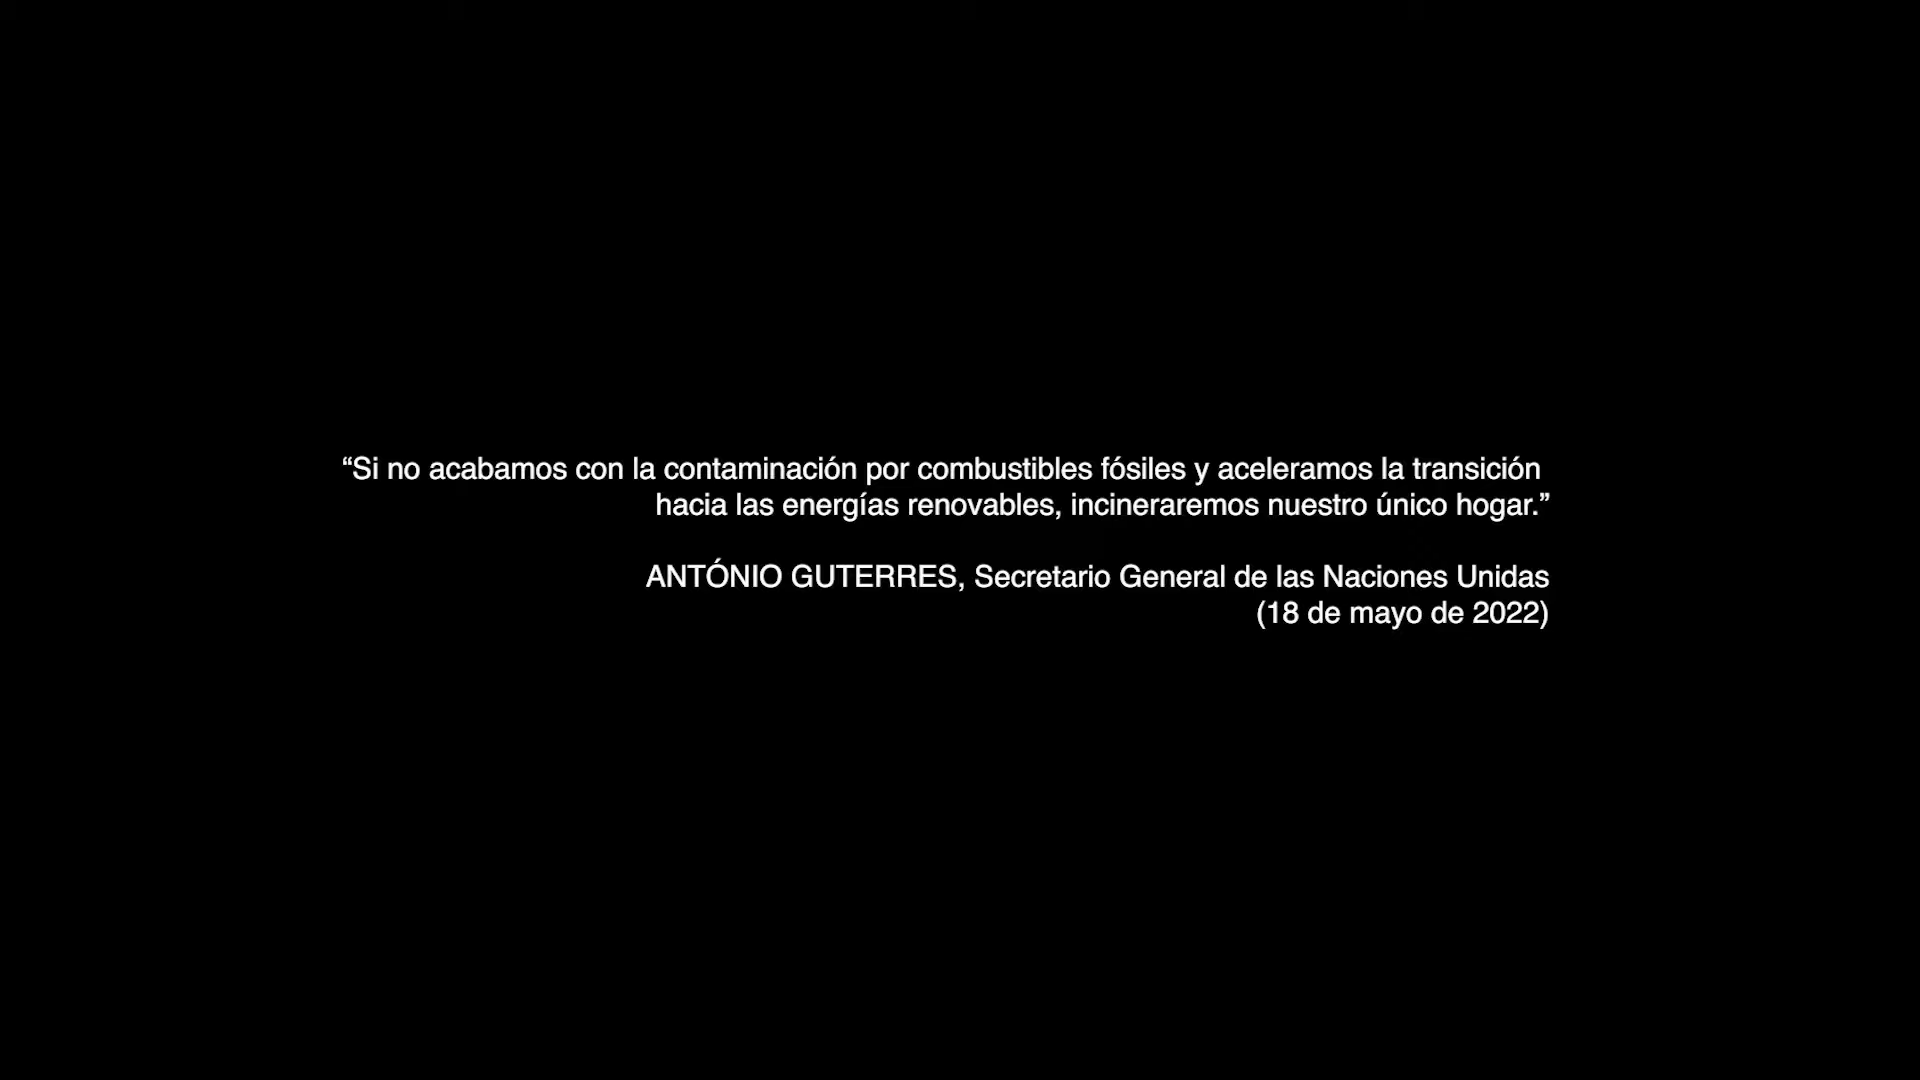 “Si no acabamos con la contaminación por combustibles fósiles y aceleramos la transición
hacia las energías renovables, incineraremos nuestro único hogar.”
ANTÓNIO GUTERRES, Secretario General de las Naciones Unidas
(18 de mayo de 2022)